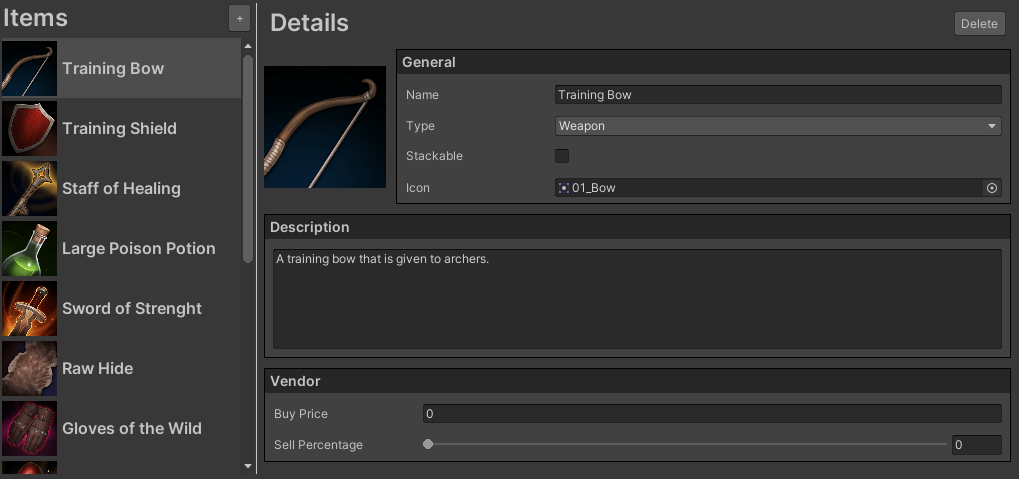 Items
+
Training Bow
Training Shield
Staff of Healing
Large Poison Potion
Sword of Strenght
Raw Hide
Gloves of the Wild
Details
Delete
General
Name
Training Bow
Type
Weapon
Stackable
Icon
01_Bow
Description
A training bow that is given to archers.
Vendor
Buy Price
0
Sell Percentage
0